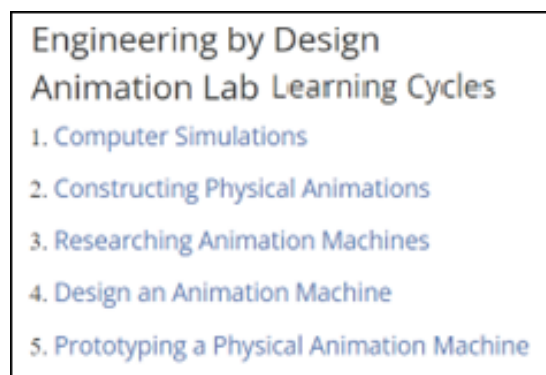 Engineering by Design
Animation Lab Learning Cycles
1. Computer Simulations
2. Constructing Physical Animations
3. Researching Animation Machines
4. Design an Animation Machine
5. Prototyping a Physical Animation Machine